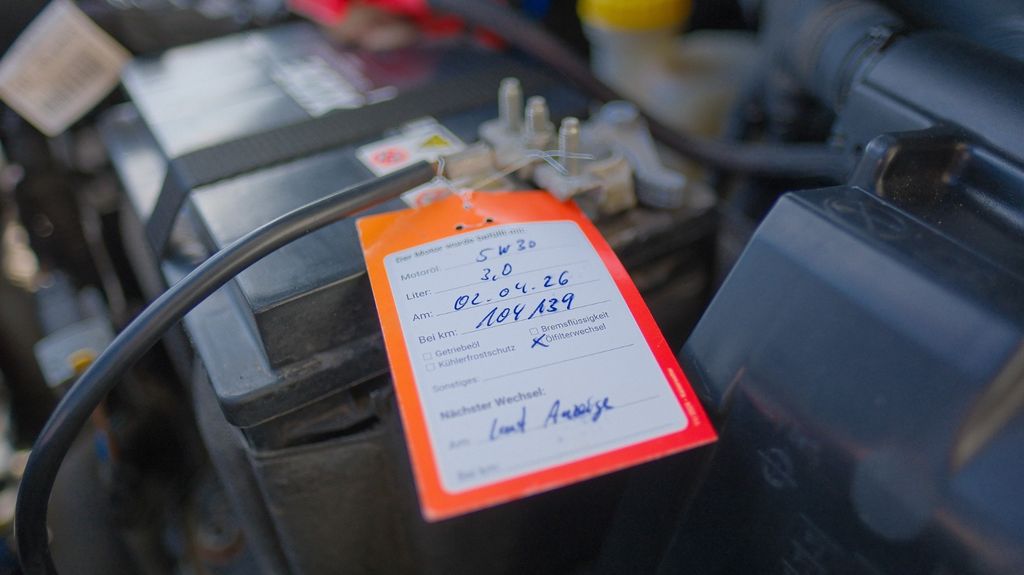 Der Motor wurde befüllt mit:
Motoröl: 5W30
Liter: 3,0
Am: 02.04.26
Bei km: 104139
☐ Getriebeöl ☐ Bremsflüssigkeit
☐ Kühlerfrostschutz ☒ Ölfilterwechsel
Sonstiges:
Nächster Wechsel:
Am: laut Anzeige
Bei km: